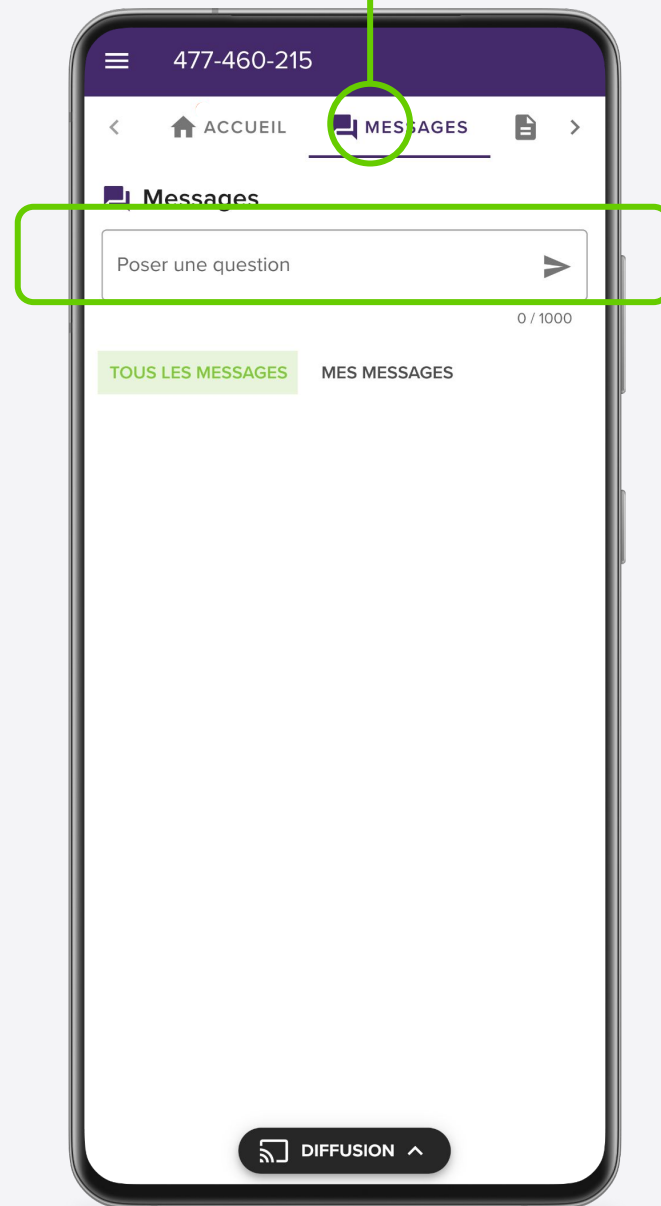 477-460-215
ACCUEIL MESSAGES
Messages
Poser une question
0 / 1000
TOUS LES MESSAGES MES MESSAGES
DIFFUSION